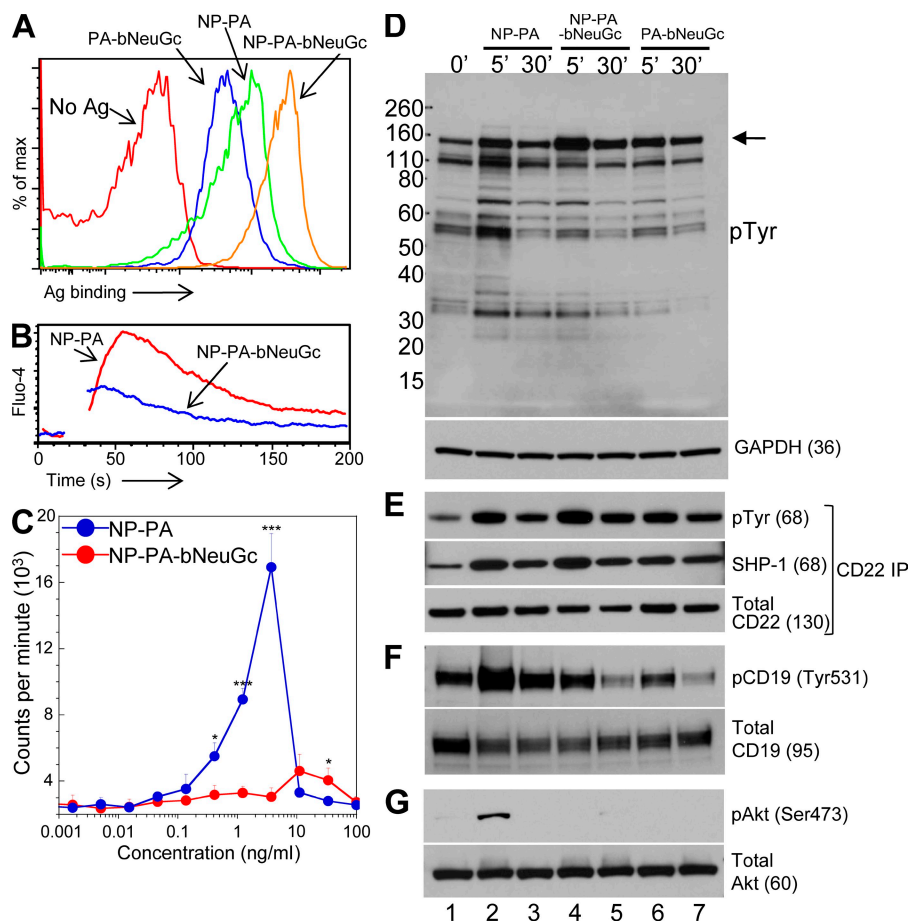 A
No Ag
PA-bNeuGc
NP-PA
NP-PA-bNeuGc
% of max
Ag binding
B
NP-PA
NP-PA-bNeuGc
Fluo-4
0 50 100 150 200
Time (s)
C
NP-PA
NP-PA-bNeuGc
Counts per minute (10³)
20
16
12
8
4
*
***
***
*
0.001 0.01 0.1 1 10 100
Concentration (ng/ml)
D
NP-PA
NP-PA
-bNeuGc
PA-bNeuGc
0' 5' 30' 5' 30' 5' 30'
260
160
110
80
60
50
40
30
20
15
pTyr
GAPDH (36)
E
pTyr (68)
SHP-1 (68)
Total
CD22 (130)
CD22 IP
F
pCD19 (Tyr531)
Total
CD19 (95)
G
pAkt (Ser473)
Total
Akt (60)
1 2 3 4 5 6 7